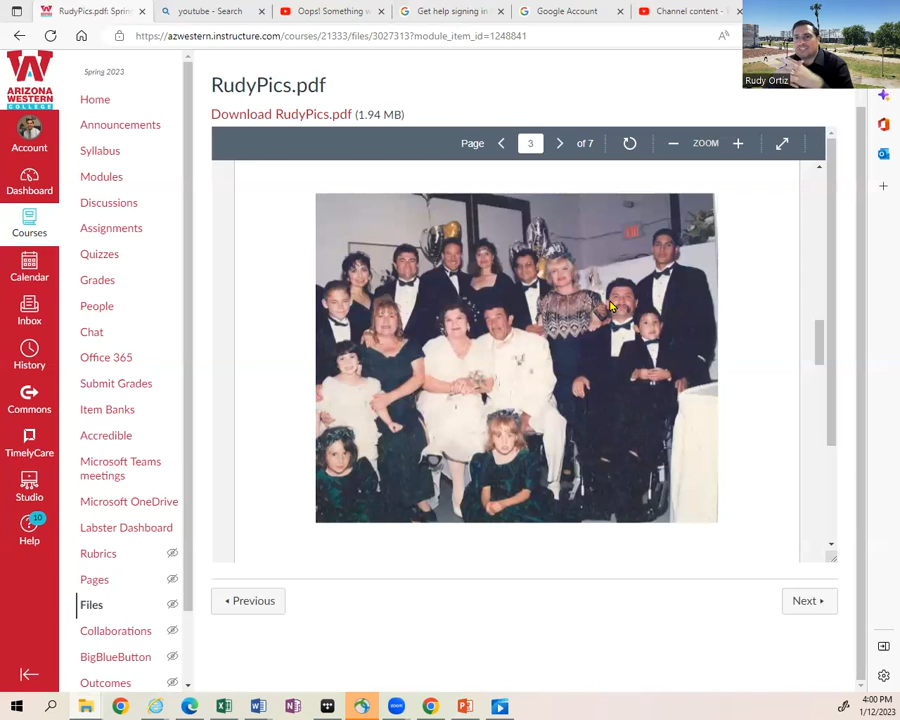 RudyPics.pdf: Sprin
youtube - Search
Oops! Something w
Get help signing in
Google Account
Channel content -
https://azwestern.instructure.com/courses/21333/files/3027313?module_item_id=1248841
Rudy Ortiz
ARIZONA
WESTERN
COLLEGE
Account
Dashboard
Courses
Calendar
Inbox
History
Commons
TimelyCare
Studio
10
Help
Spring 2023
Home
Announcements
Syllabus
Modules
Discussions
Assignments
Quizzes
Grades
People
Chat
Office 365
Submit Grades
Item Banks
Accredible
Microsoft Teams
meetings
Microsoft OneDrive
Labster Dashboard
Rubrics
Pages
Files
Collaborations
BigBlueButton
Outcomes
RudyPics.pdf
Download RudyPics.pdf (1.94 MB)
Page 3 of 7 ZOOM
Previous
Next
4:00 PM
1/12/2023